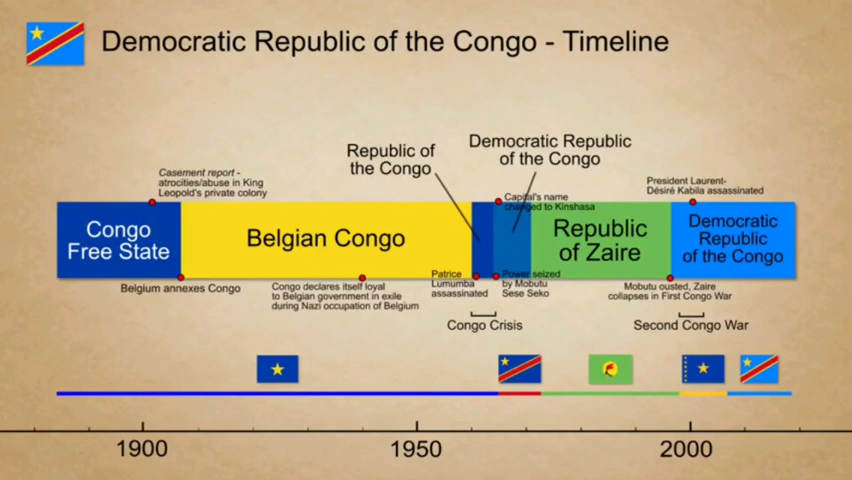 Democratic Republic of the Congo - Timeline
Republic of
the Congo
Democratic Republic
of the Congo
Casement report -
atrocities/abuse in King
Leopold's private colony
Capital's name
changed to Kinshasa
President Laurent-
Désiré Kabila assassinated
Congo
Free State
Belgian Congo
Republic
of Zaire
Democratic
Republic
of the Congo
Belgium annexes Congo
Congo declares itself loyal
to Belgian government in exile
during Nazi occupation of Belgium
Patrice
Lumumba
assassinated
Power seized
by Mobutu
Sese Seko
Mobutu ousted, Zaire
collapses in First Congo War
Congo Crisis
Second Congo War
1900
1950
2000